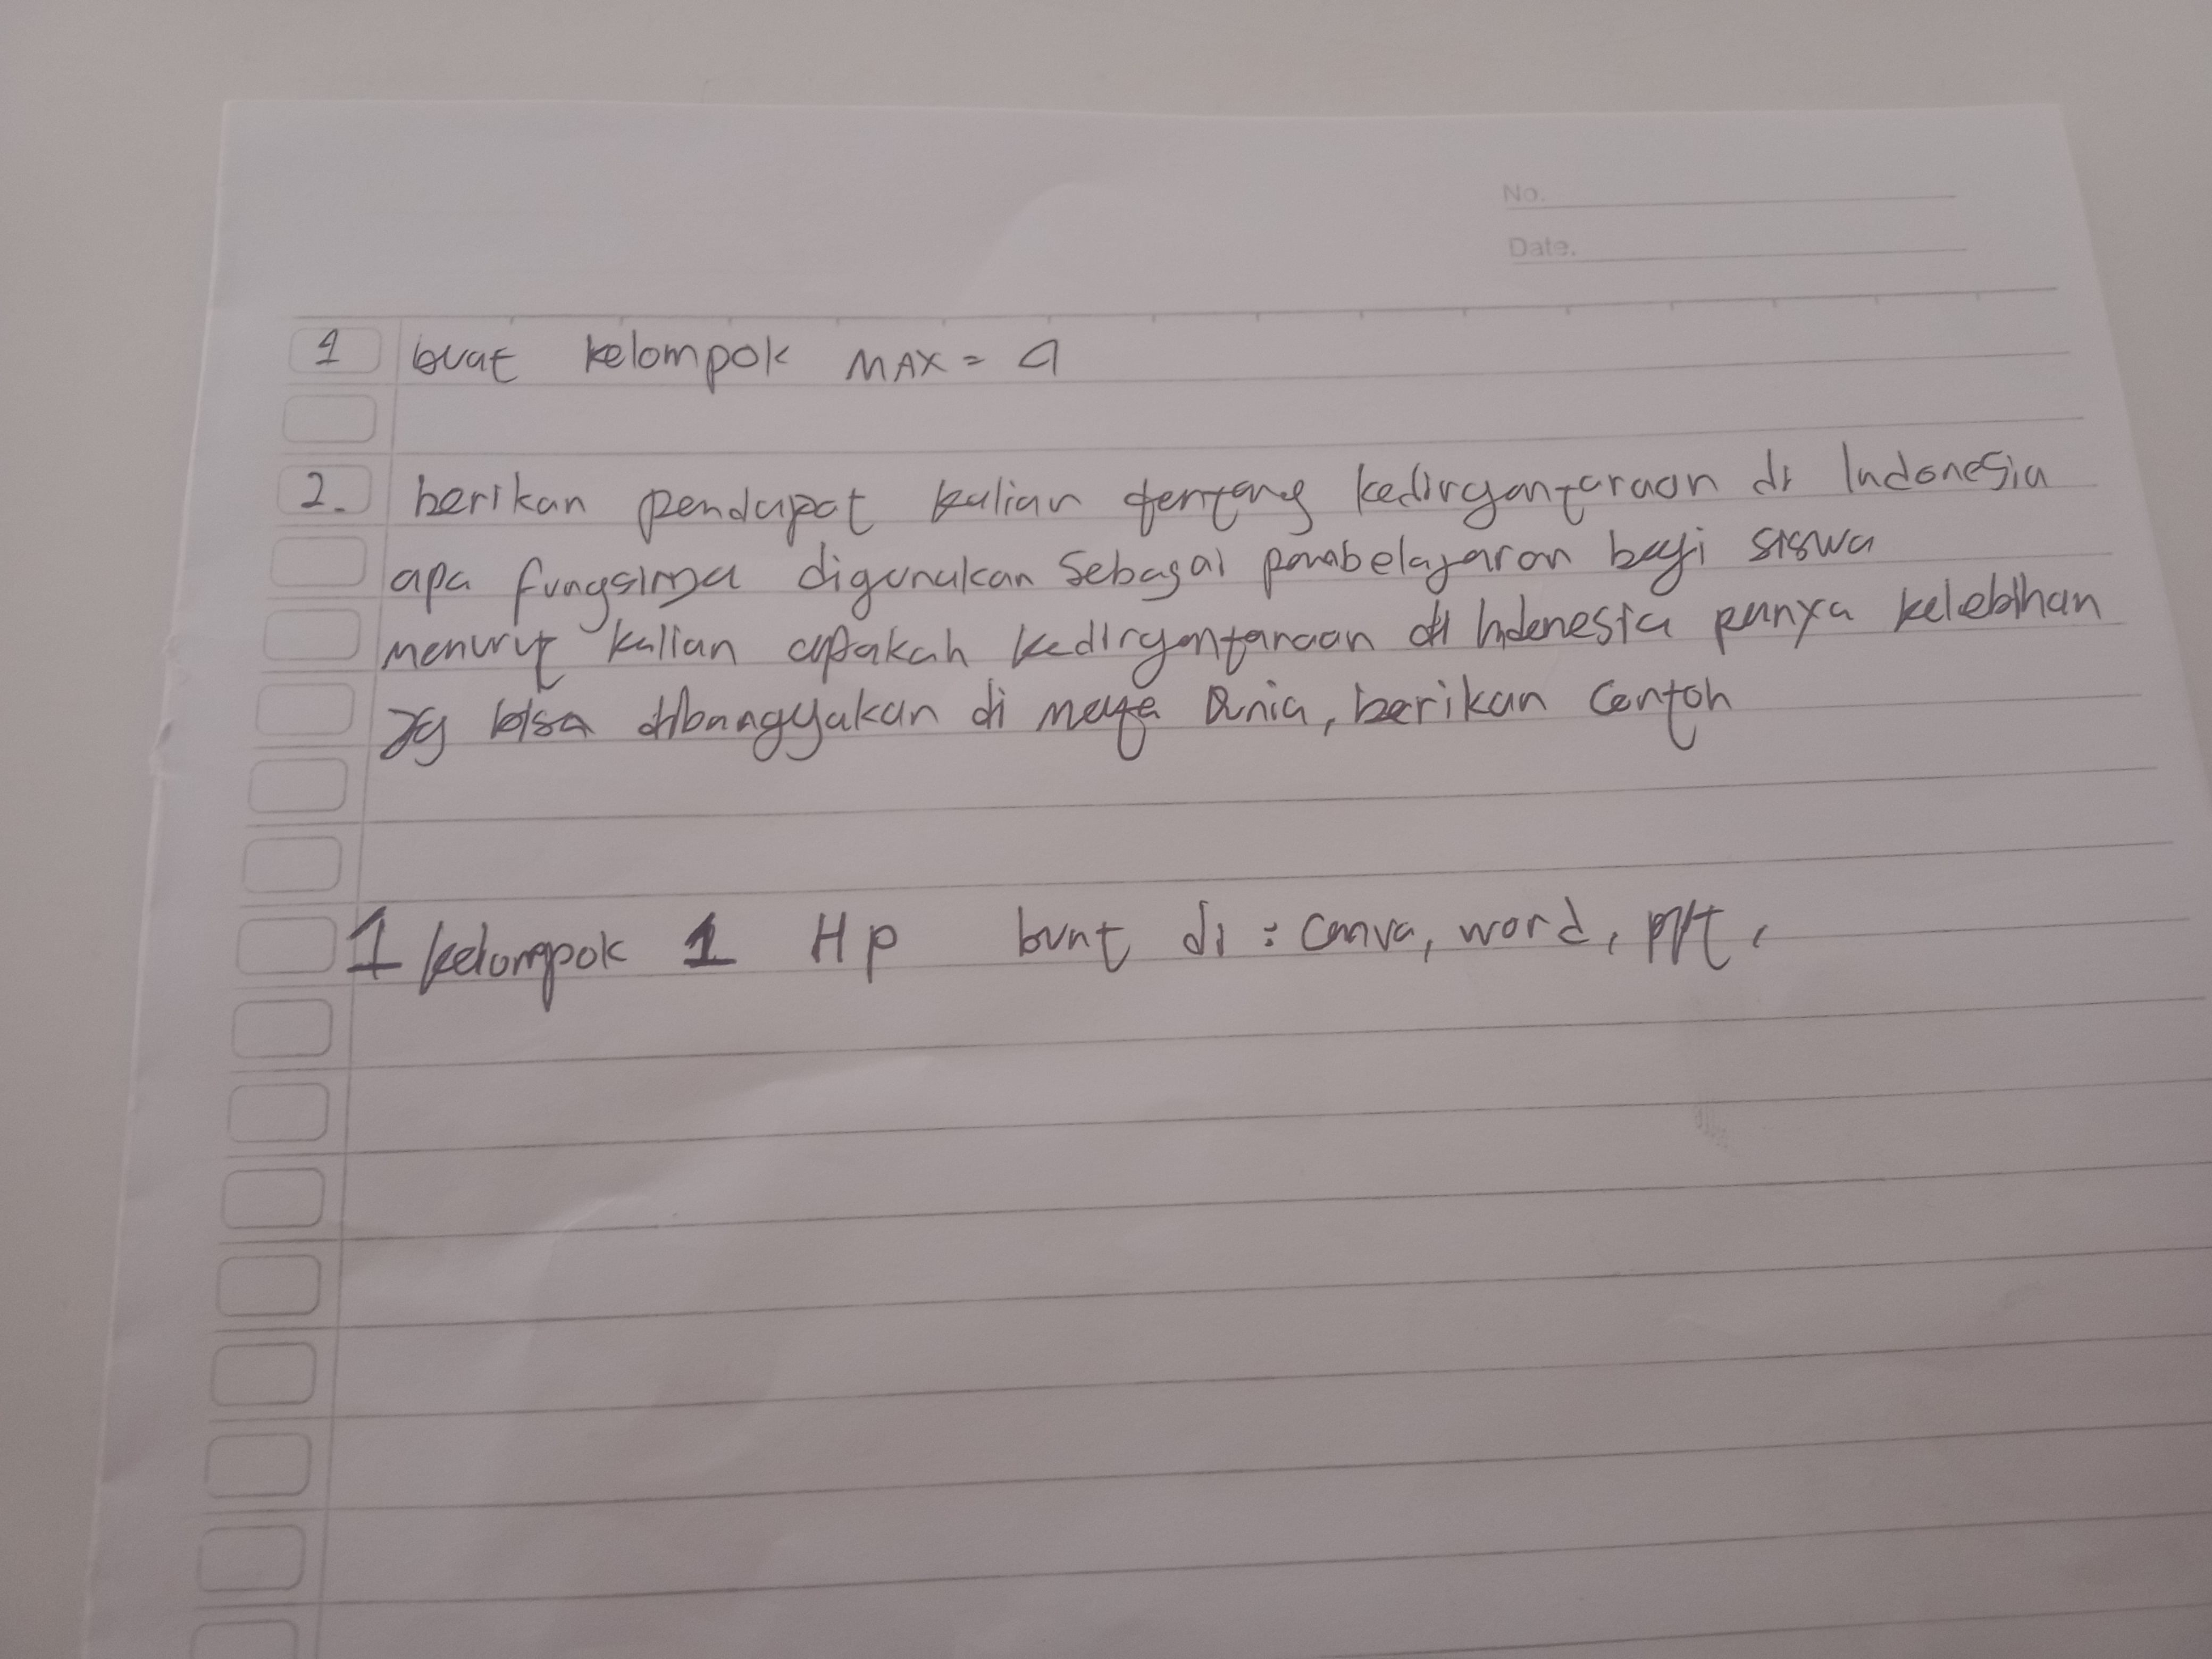 No.
Date.
1 buat kelompok MAX = 4
2. berikan pendapat kalian tentang kedirgantaraan di Indonesia
apa fungsinya digunakan sebagai pembelajaran bagi siswa
menurut kalian apakah kedirgantaraan di Indonesia punya kelebihan
yg bisa dibanggakan di mata Dunia, berikan contoh
1 kelompok 1 Hp buat di : Canva, word, ppt,